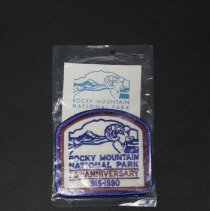 ROCKY MOUNTAIN
NATIONAL PARK
ROCKY MOUNTAIN
NATIONAL PARK
75th ANNIVERSARY
1915-1990